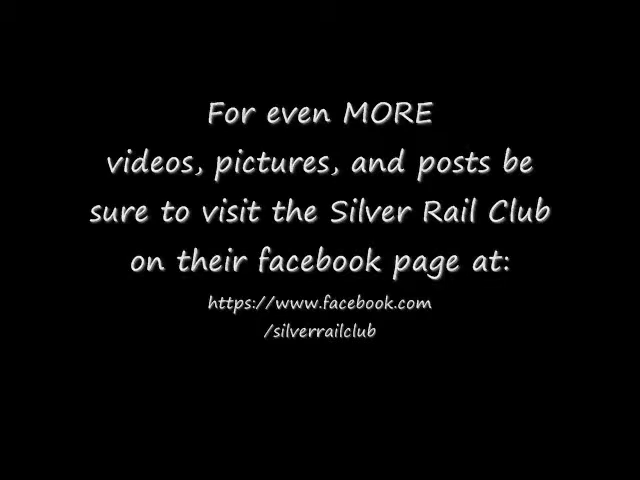 For even MORE
videos, pictures, and posts be
sure to visit the Silver Rail Club
on their facebook page at:
https://www.facebook.com
/silverrailclub